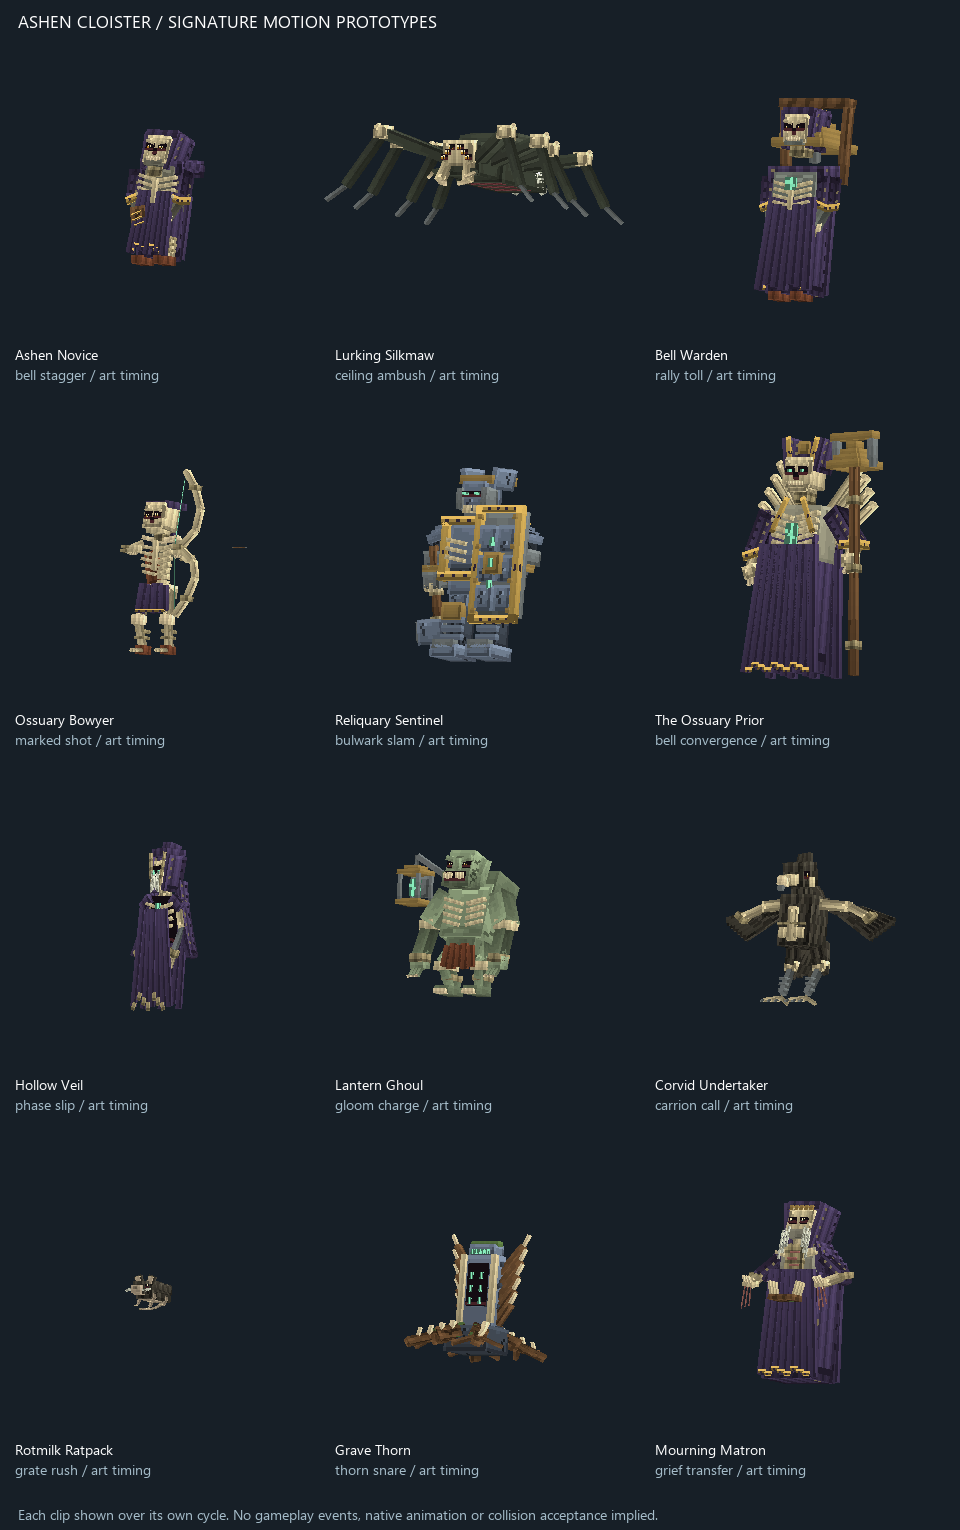 ASHEN CLOISTER / SIGNATURE MOTION PROTOTYPES
Ashen Novice
bell stagger / art timing
Lurking Silkmaw
ceiling ambush / art timing
Bell Warden
rally toll / art timing
Ossuary Bowyer
marked shot / art timing
Reliquary Sentinel
bulwark slam / art timing
The Ossuary Prior
bell convergence / art timing
Hollow Veil
phase slip / art timing
Lantern Ghoul
gloom charge / art timing
Corvid Undertaker
carrion call / art timing
Rotmilk Ratpack
grate rush / art timing
Grave Thorn
thorn snare / art timing
Mourning Matron
grief transfer / art timing
Each clip shown over its own cycle. No gameplay events, native animation or collision acceptance implied.